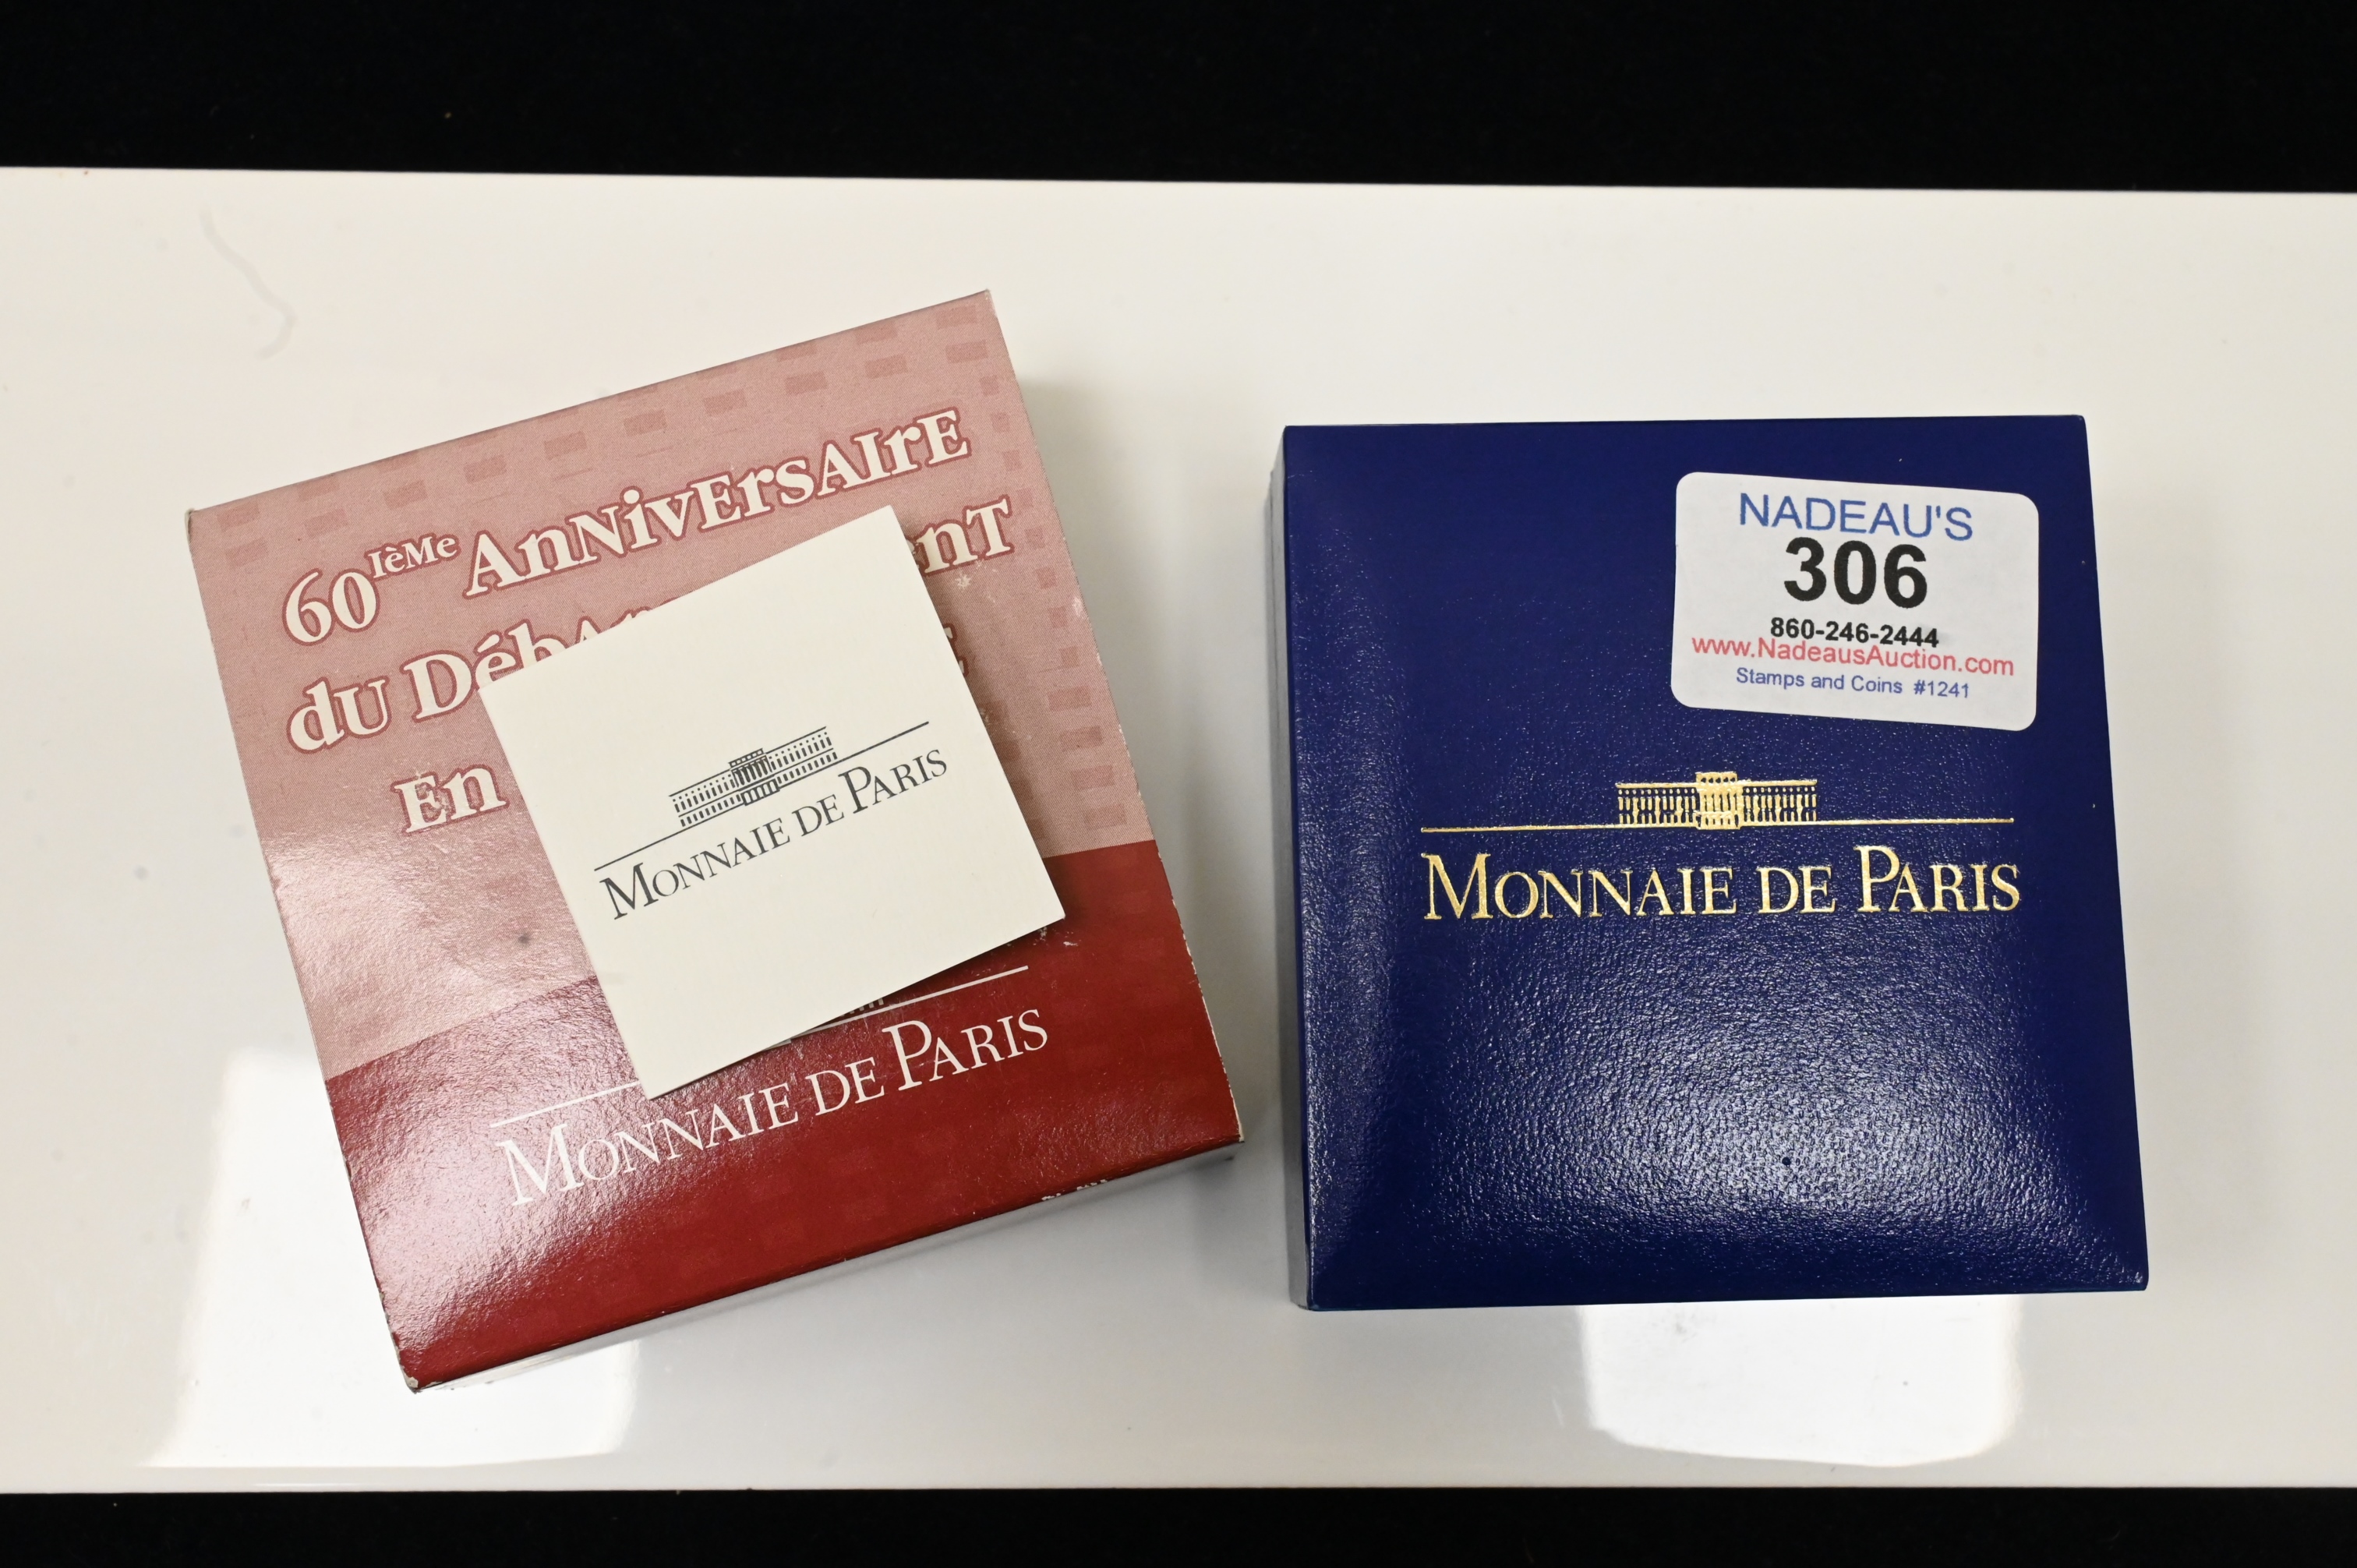 60IèMe AnNivErsAIrE
dU Déb
nT
En
MONNAIE DE PARIS
MONNAIE DE PARIS
NADEAU'S
306
860-246-2444
www.NadeausAuction.com
Stamps and Coins #1241
MONNAIE DE PARIS